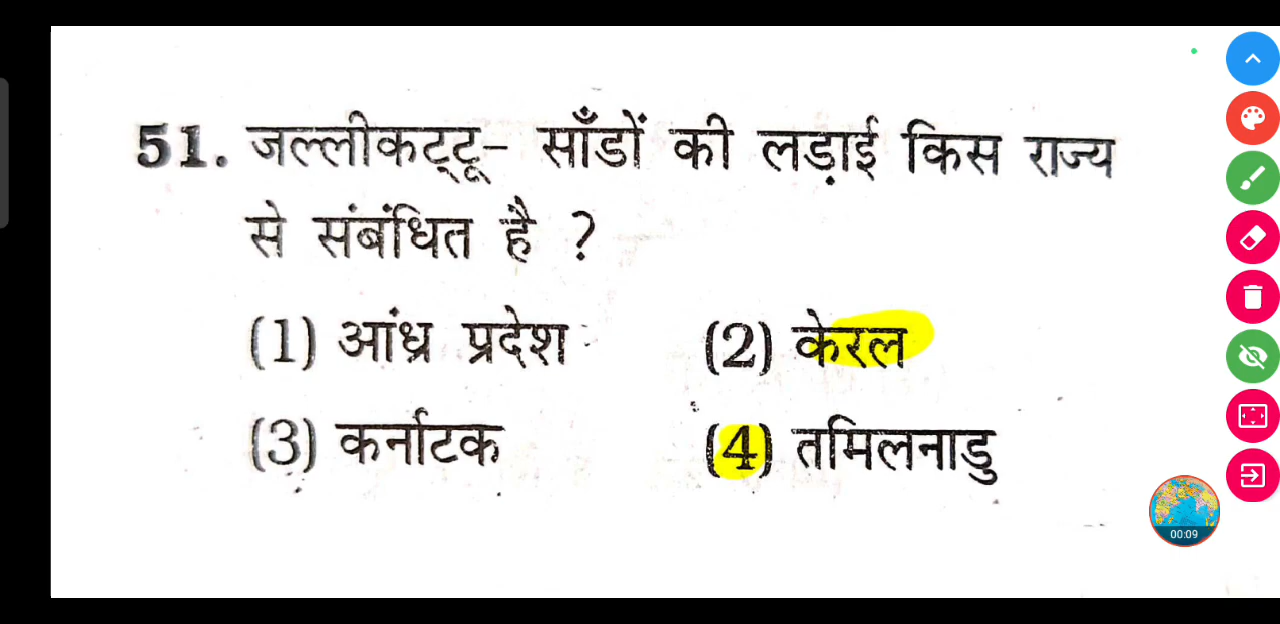 51. जल्लीकट्टू- साँडों की लड़ाई किस राज्य
से संबंधित है ?
(1) आंध्र प्रदेश (2) केरल
(3) कर्नाटक (4) तमिलनाडु
00:09